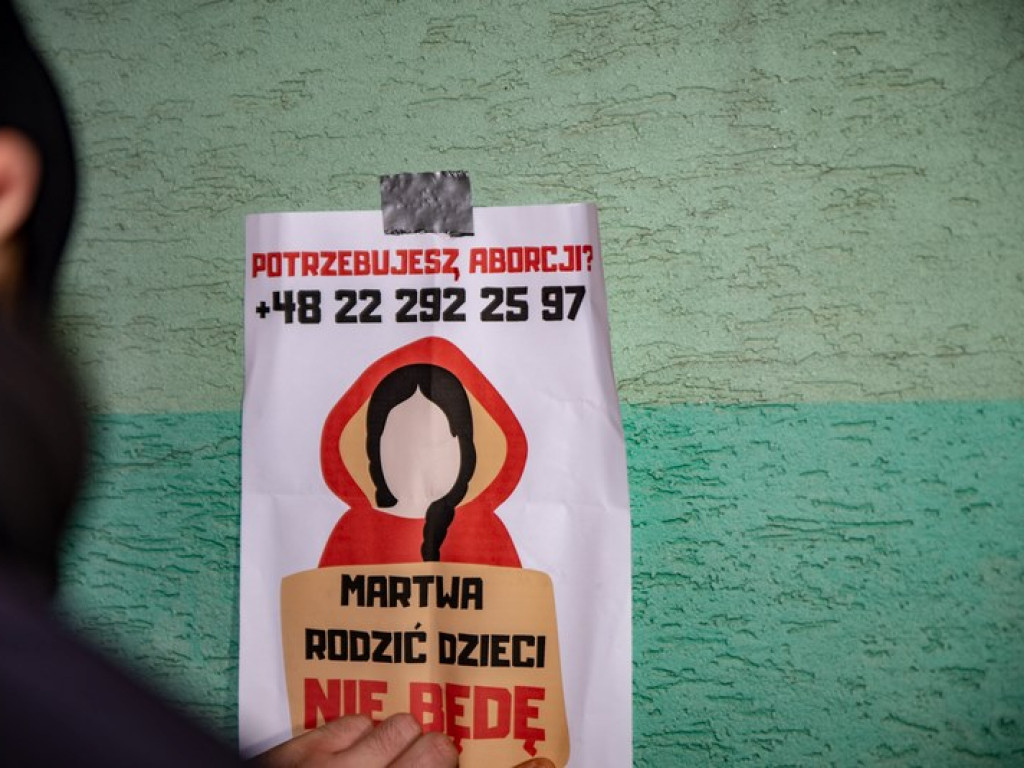 POTRZEBUJESZ ABORCJI?
+48 22 292 25 97
MARTWA
RODZIĆ DZIECI
NIE BĘDĘ